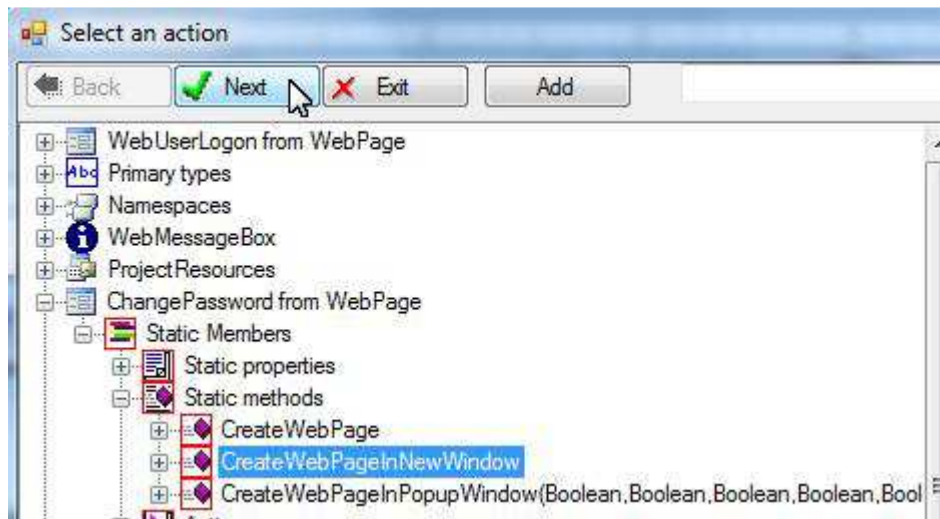 Select an action
Back Next Exit Add
WebUserLogon from WebPage
Abc Primary types
Namespaces
WebMessageBox
ProjectResources
ChangePassword from WebPage
Static Members
Static properties
Static methods
CreateWebPage
CreateWebPageInNewWindow
CreateWebPageInPopupWindow(Boolean,Boolean,Boolean,Boolean,Bool